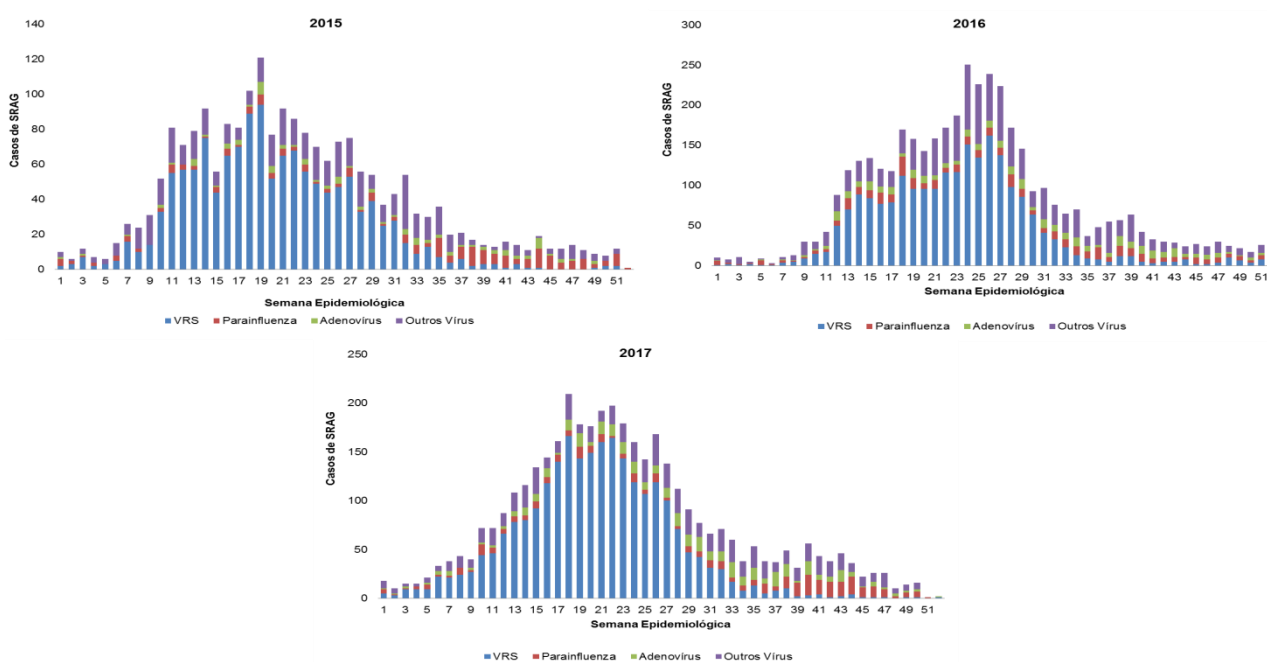 2015
Casos de SRAG
140
120
100
80
60
40
20
0
1 3 5 7 9 11 13 15 17 19 21 23 25 27 29 31 33 35 37 39 41 43 45 47 49 51
Semana Epidemiológica
VRS Parainfluenza Adenovírus Outros Vírus
2016
Casos de SRAG
300
250
200
150
100
50
0
1 3 5 7 9 11 13 15 17 19 21 23 25 27 29 31 33 35 37 39 41 43 45 47 49 51
Semana Epidemiológica
VRS Parainfluenza Adenovírus Outros Vírus
2017
Casos de SRAG
250
200
150
100
50
0
1 3 5 7 9 11 13 15 17 19 21 23 25 27 29 31 33 35 37 39 41 43 45 47 49 51
Semana Epidemiológica
VRS Parainfluenza Adenovírus Outros Vírus